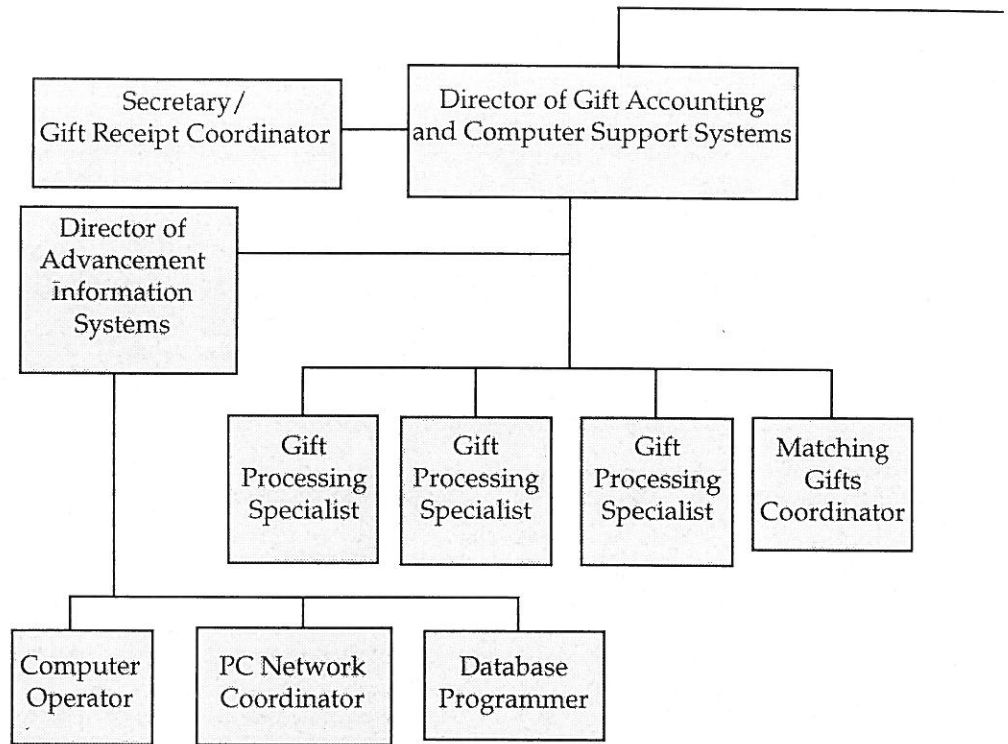 Secretary/
Gift Receipt Coordinator
Director of Gift Accounting
and Computer Support Systems
Director of
Advancement
Information
Systems
Gift
Processing
Specialist
Gift
Processing
Specialist
Gift
Processing
Specialist
Matching
Gifts
Coordinator
Computer
Operator
PC Network
Coordinator
Database
Programmer